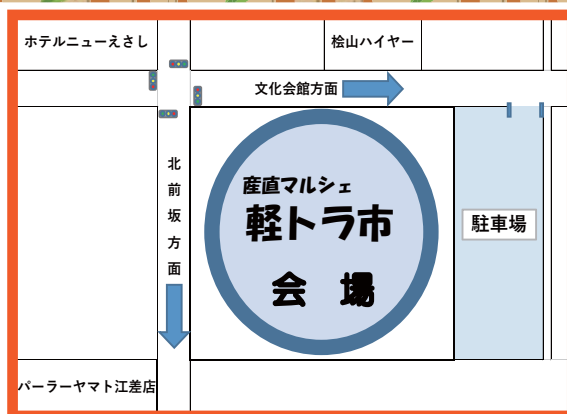 ホテルニューえさし
桧山ハイヤー
文化会館方面
北前坂方面
産直マルシェ
軽トラ市
会場
駐車場
パーラーヤマト江差店